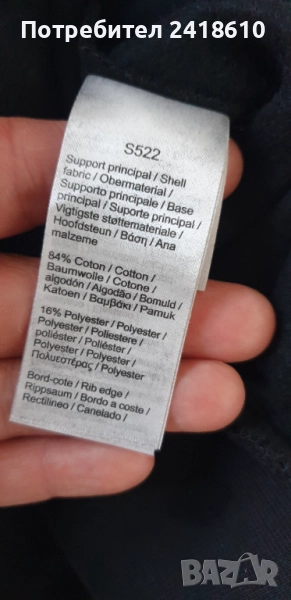 Потребител 2418610
S522
Support principal / Shell
fabric / Obermaterial /
Supporto principale / Base
principal / Suporte principal /
Vigtigste støttemateriale /
Hoofdsteun / Βάση / Ana
malzeme
84% Coton / Cotton /
Baumwolle / Cotone /
algodón / Algodão / Bomuld /
Katoen / Βαμβάκι / Pamuk
16% Polyester / Polyester /
Polyester / Poliestere /
poliéster / Poliéster /
Polyester / Polyester /
Πολυεστέρας / Polyester
Bord-cote / Rib edge /
Rippsaum / Bordo a coste /
Rectilineo / Canelado /
BAZAR